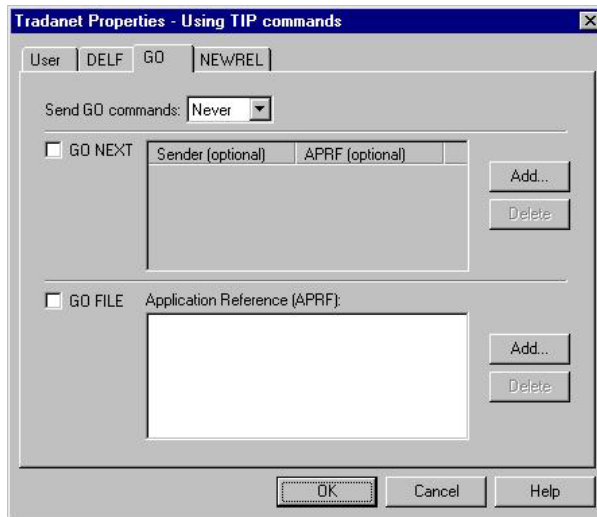 Tradanet Properties - Using TIP commands
User DELF GO NEWREL
Send GO commands: Never
GO NEXT Sender (optional) APRF (optional)
Add...
Delete
GO FILE Application Reference (APRF):
Add...
Delete
OK Cancel Help